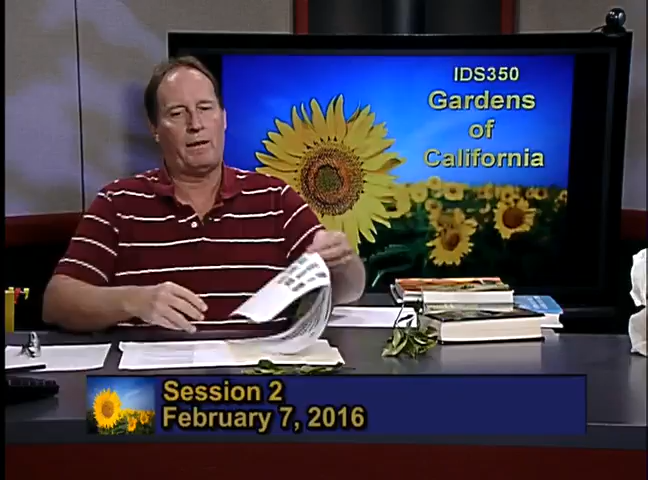 IDS350
Gardens
of
California
Session 2
February 7, 2016